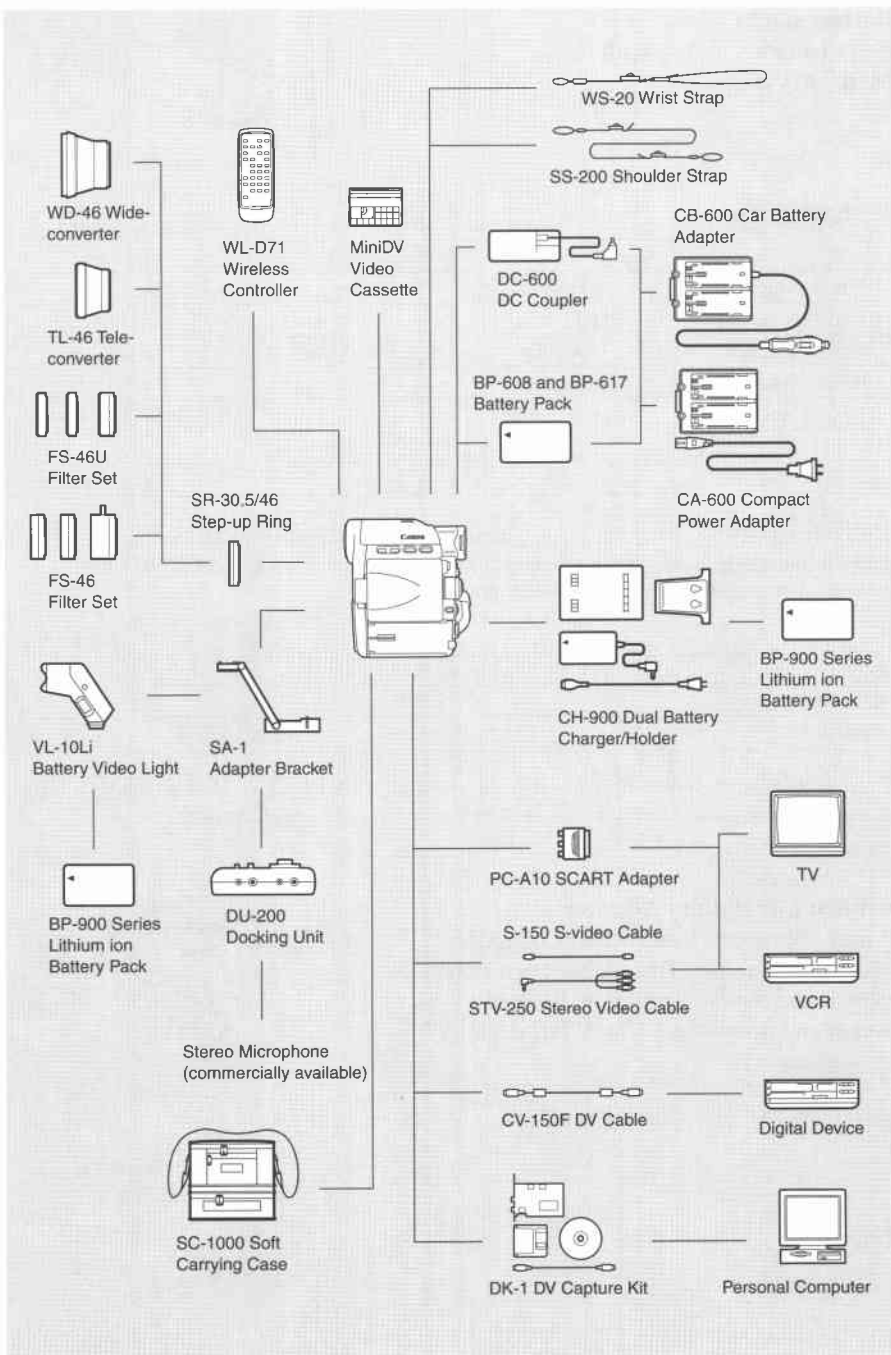 WS-20 Wrist Strap
SS-200 Shoulder Strap
WD-46 Wide-
converter
WL-D71
Wireless
Controller
MiniDV
Video
Cassette
CB-600 Car Battery
Adapter
DC-600
DC Coupler
TL-46 Tele-
converter
BP-608 and BP-617
Battery Pack
FS-46U
Filter Set
CA-600 Compact
Power Adapter
SR-30.5/46
Step-up Ring
Canon
FS-46
Filter Set
BP-900 Series
Lithium ion
Battery Pack
CH-900 Dual Battery
Charger/Holder
VL-10Li
Battery Video Light
SA-1
Adapter Bracket
PC-A10 SCART Adapter
TV
BP-900 Series
Lithium ion
Battery Pack
DU-200
Docking Unit
S-150 S-video Cable
STV-250 Stereo Video Cable
VCR
Stereo Microphone
(commercially available)
CV-150F DV Cable
Digital Device
SC-1000 Soft
Carrying Case
DK-1 DV Capture Kit
Personal Computer